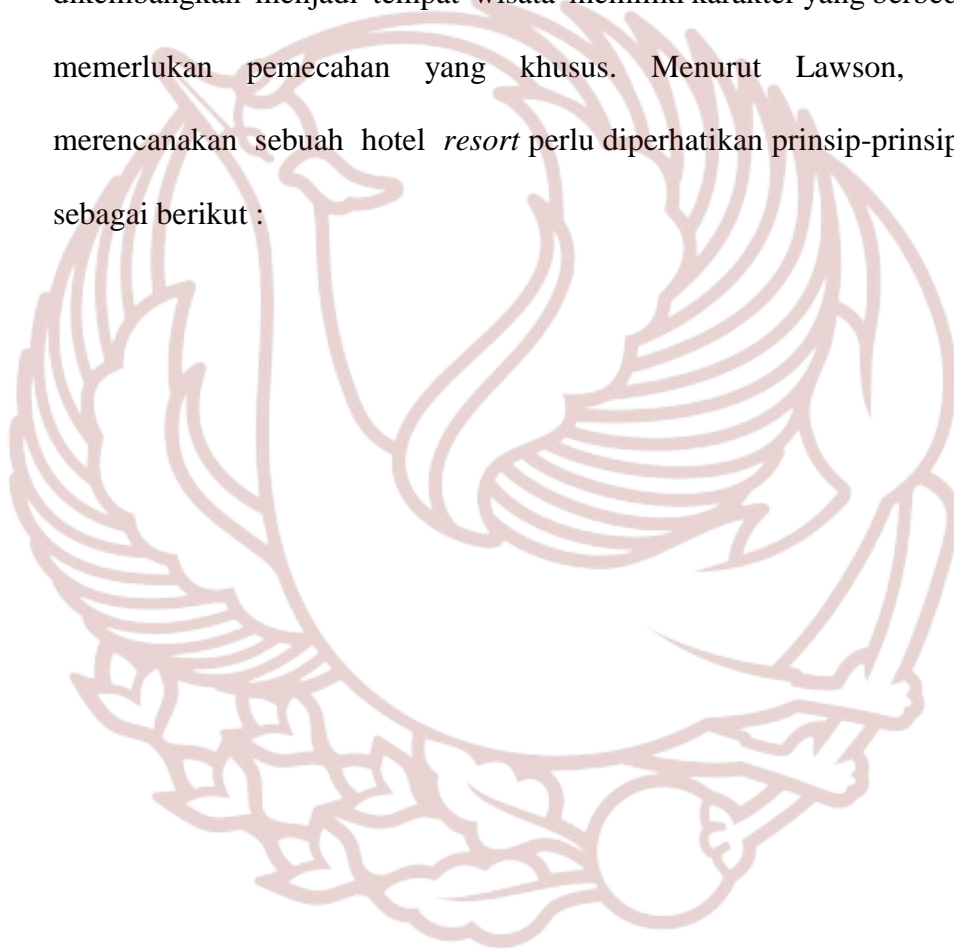 memerlukan pemecahan yang khusus. Menurut Lawson,
merencanakan sebuah hotel resort perlu diperhatikan prinsip-prinsip
sebagai berikut :